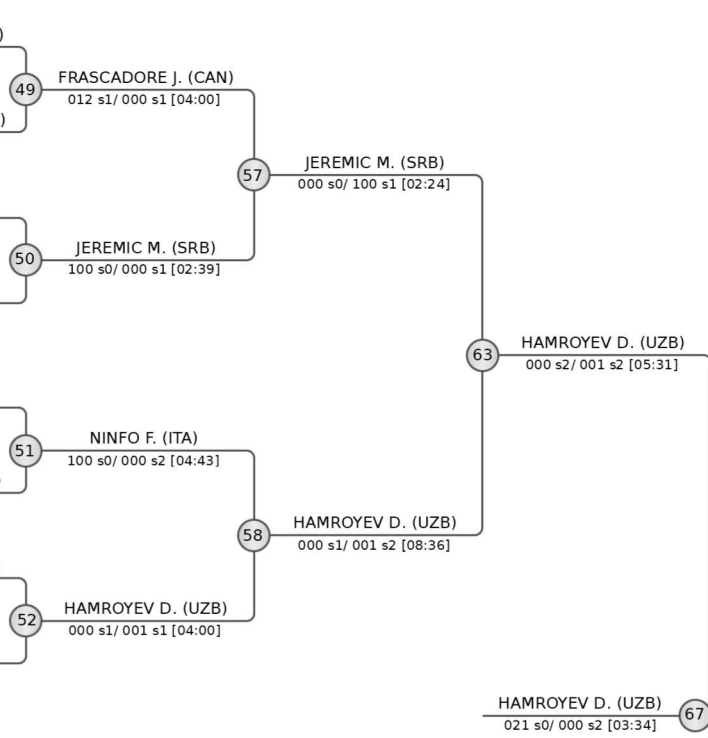 )
49
FRASCADORE J. (CAN)
012 s1/ 000 s1 [04:00]
)
57
JEREMIC M. (SRB)
000 s0/ 100 s1 [02:24]
50
JEREMIC M. (SRB)
100 s0/ 000 s1 [02:39]
63
HAMROYEV D. (UZB)
000 s2/ 001 s2 [05:31]
51
NINFO F. (ITA)
100 s0/ 000 s2 [04:43]
58
HAMROYEV D. (UZB)
000 s1/ 001 s2 [08:36]
52
HAMROYEV D. (UZB)
000 s1/ 001 s1 [04:00]
HAMROYEV D. (UZB)
021 s0/ 000 s2 [03:34]
67